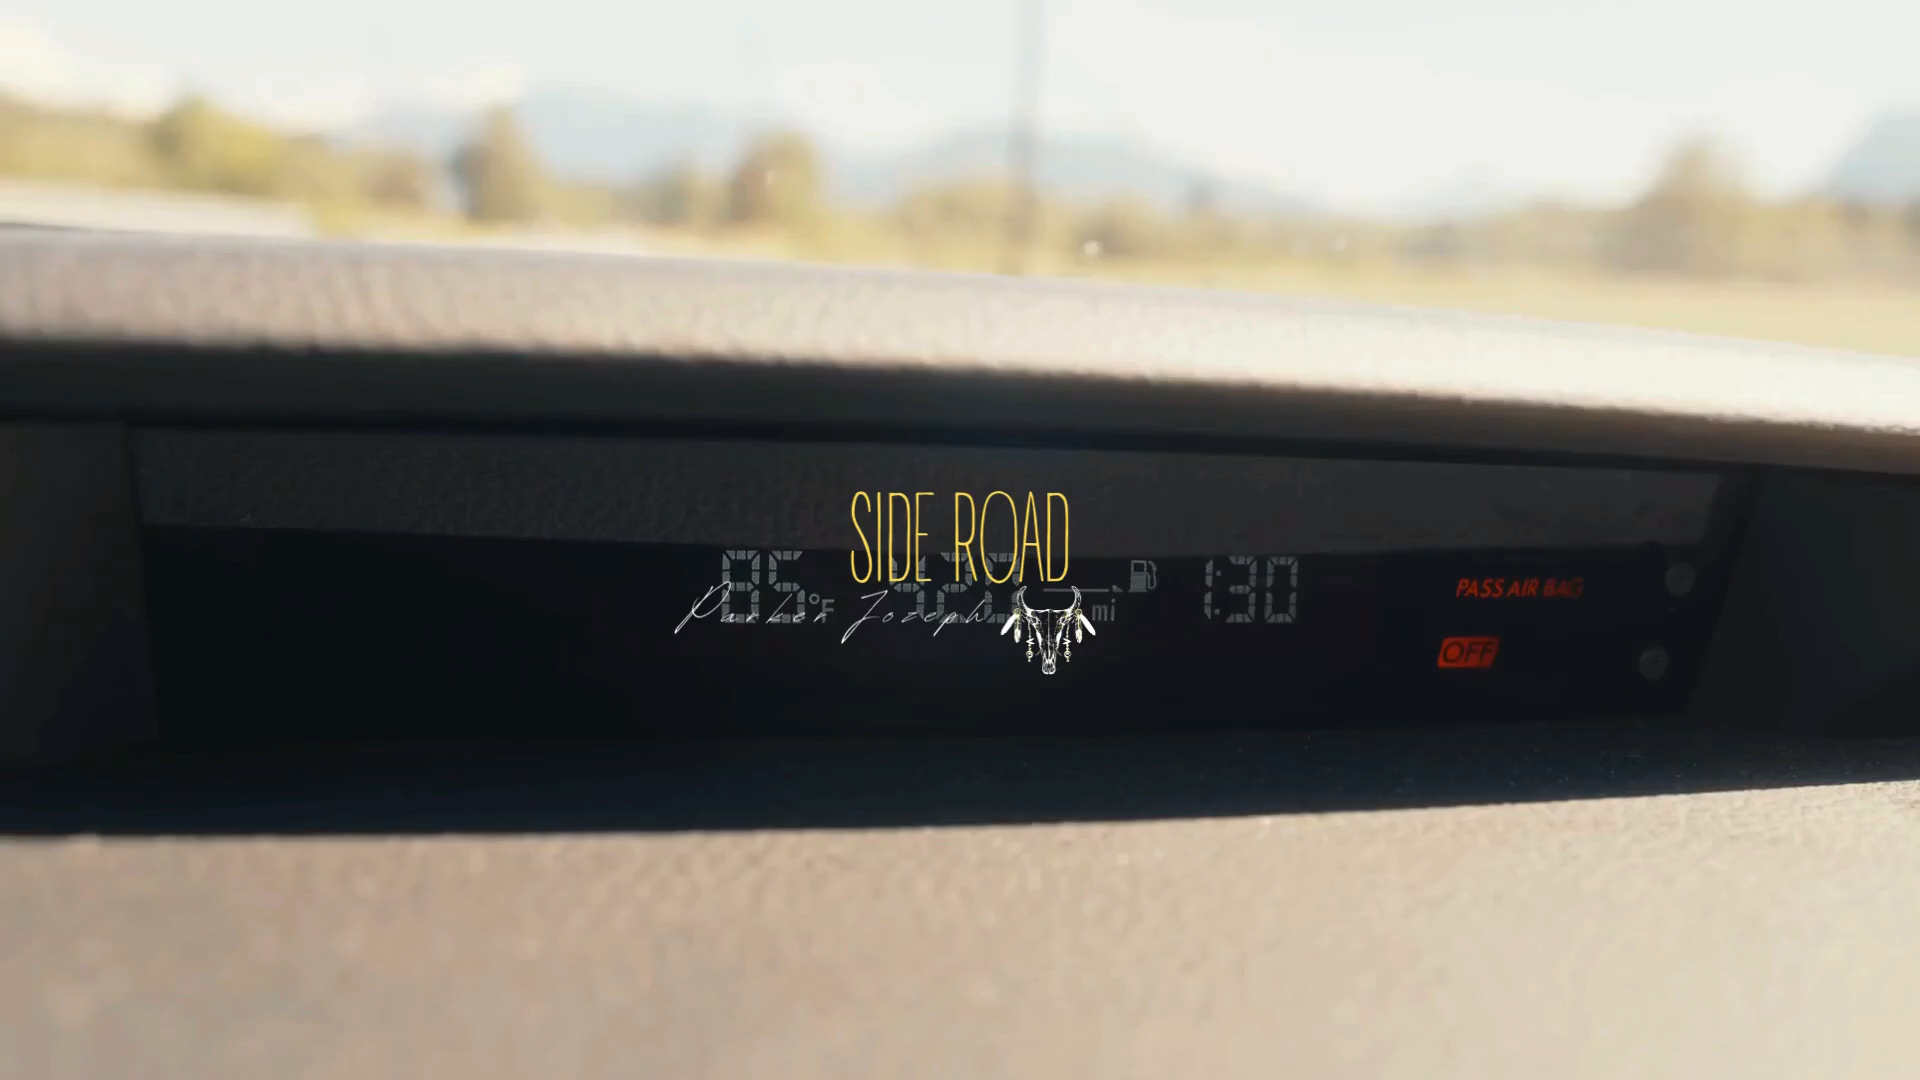 SIDE ROAD
85°F mi 1:30
Parker Joseph
PASS AIR BAG
OFF